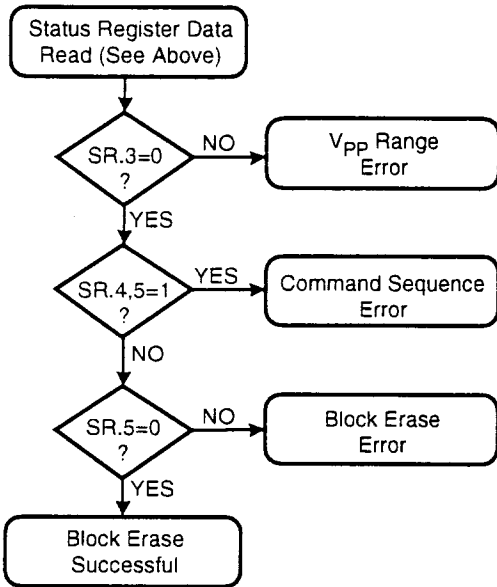 Status Register Data
Read (See Above)
SR.3=0
?
NO
VPP Range
Error
YES
SR.4,5=1
?
YES
Command Sequence
Error
NO
SR.5=0
?
NO
Block Erase
Error
YES
Block Erase
Successful